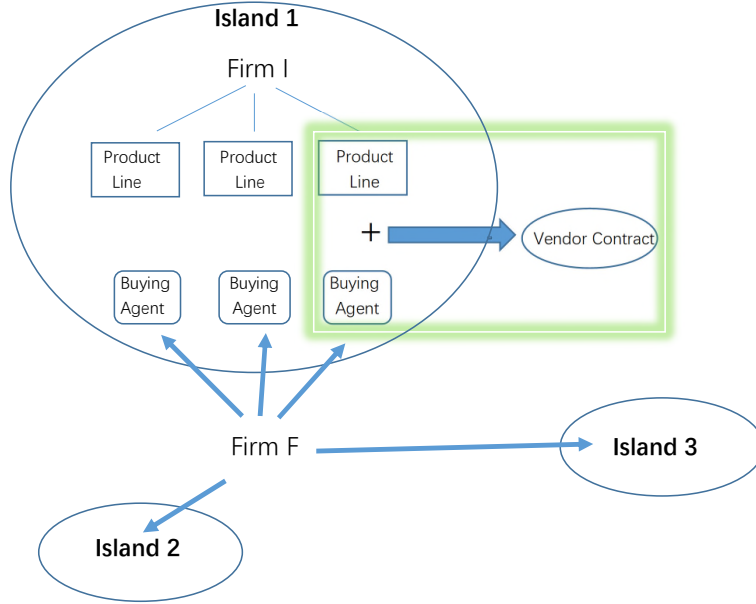 Island 1
Firm I
Product
Line
Product
Line
Product
Line
+
Vendor Contract
Buying
Agent
Buying
Agent
Buying
Agent
Firm F
Island 3
Island 2